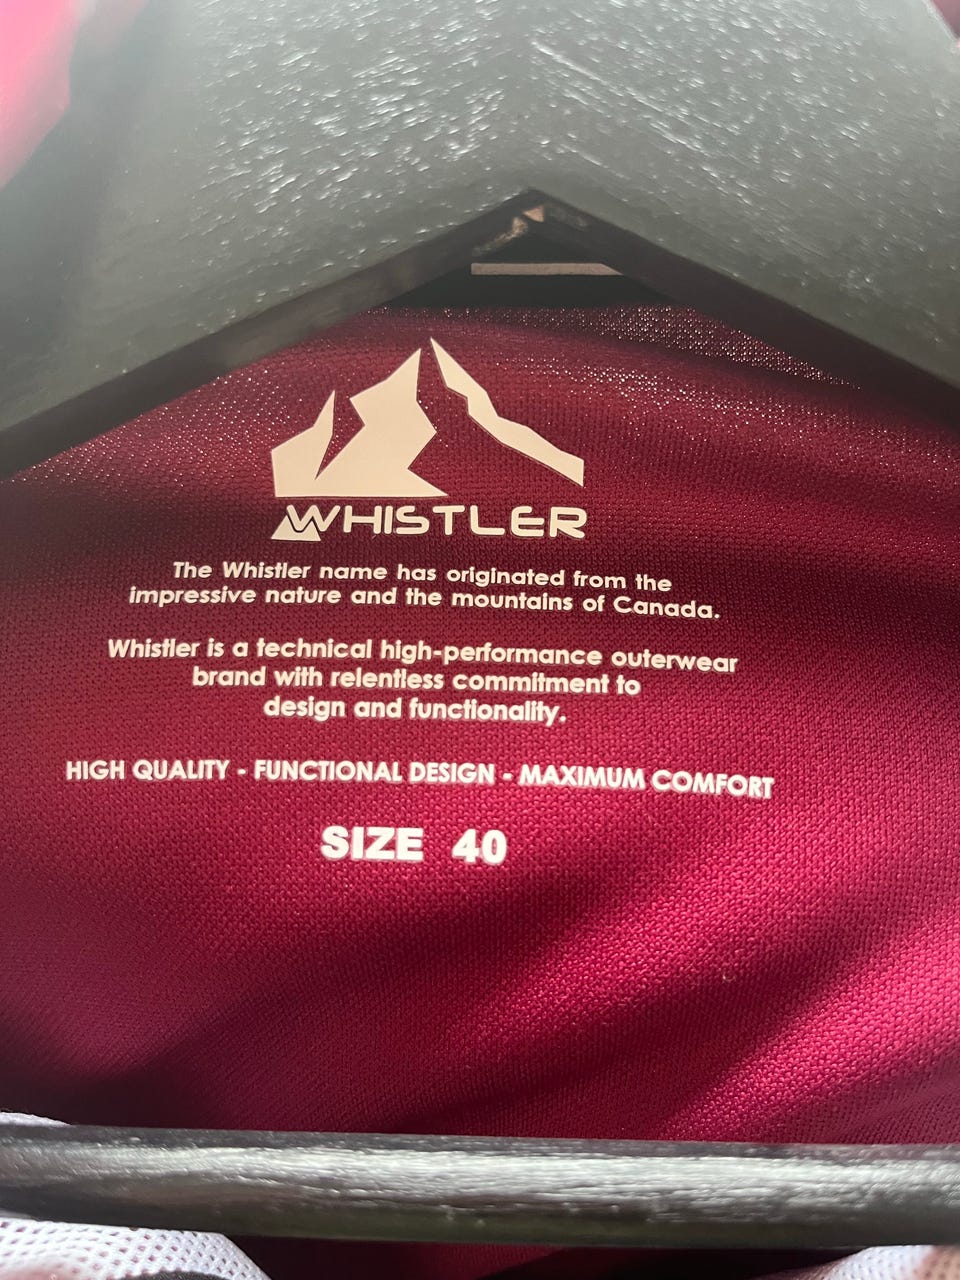 WHISTLER
The Whistler name has originated from the
impressive nature and the mountains of Canada.
Whistler is a technical high-performance outerwear
brand with relentless commitment to
design and functionality.
HIGH QUALITY - FUNCTIONAL DESIGN - MAXIMUM COMFORT
SIZE 40